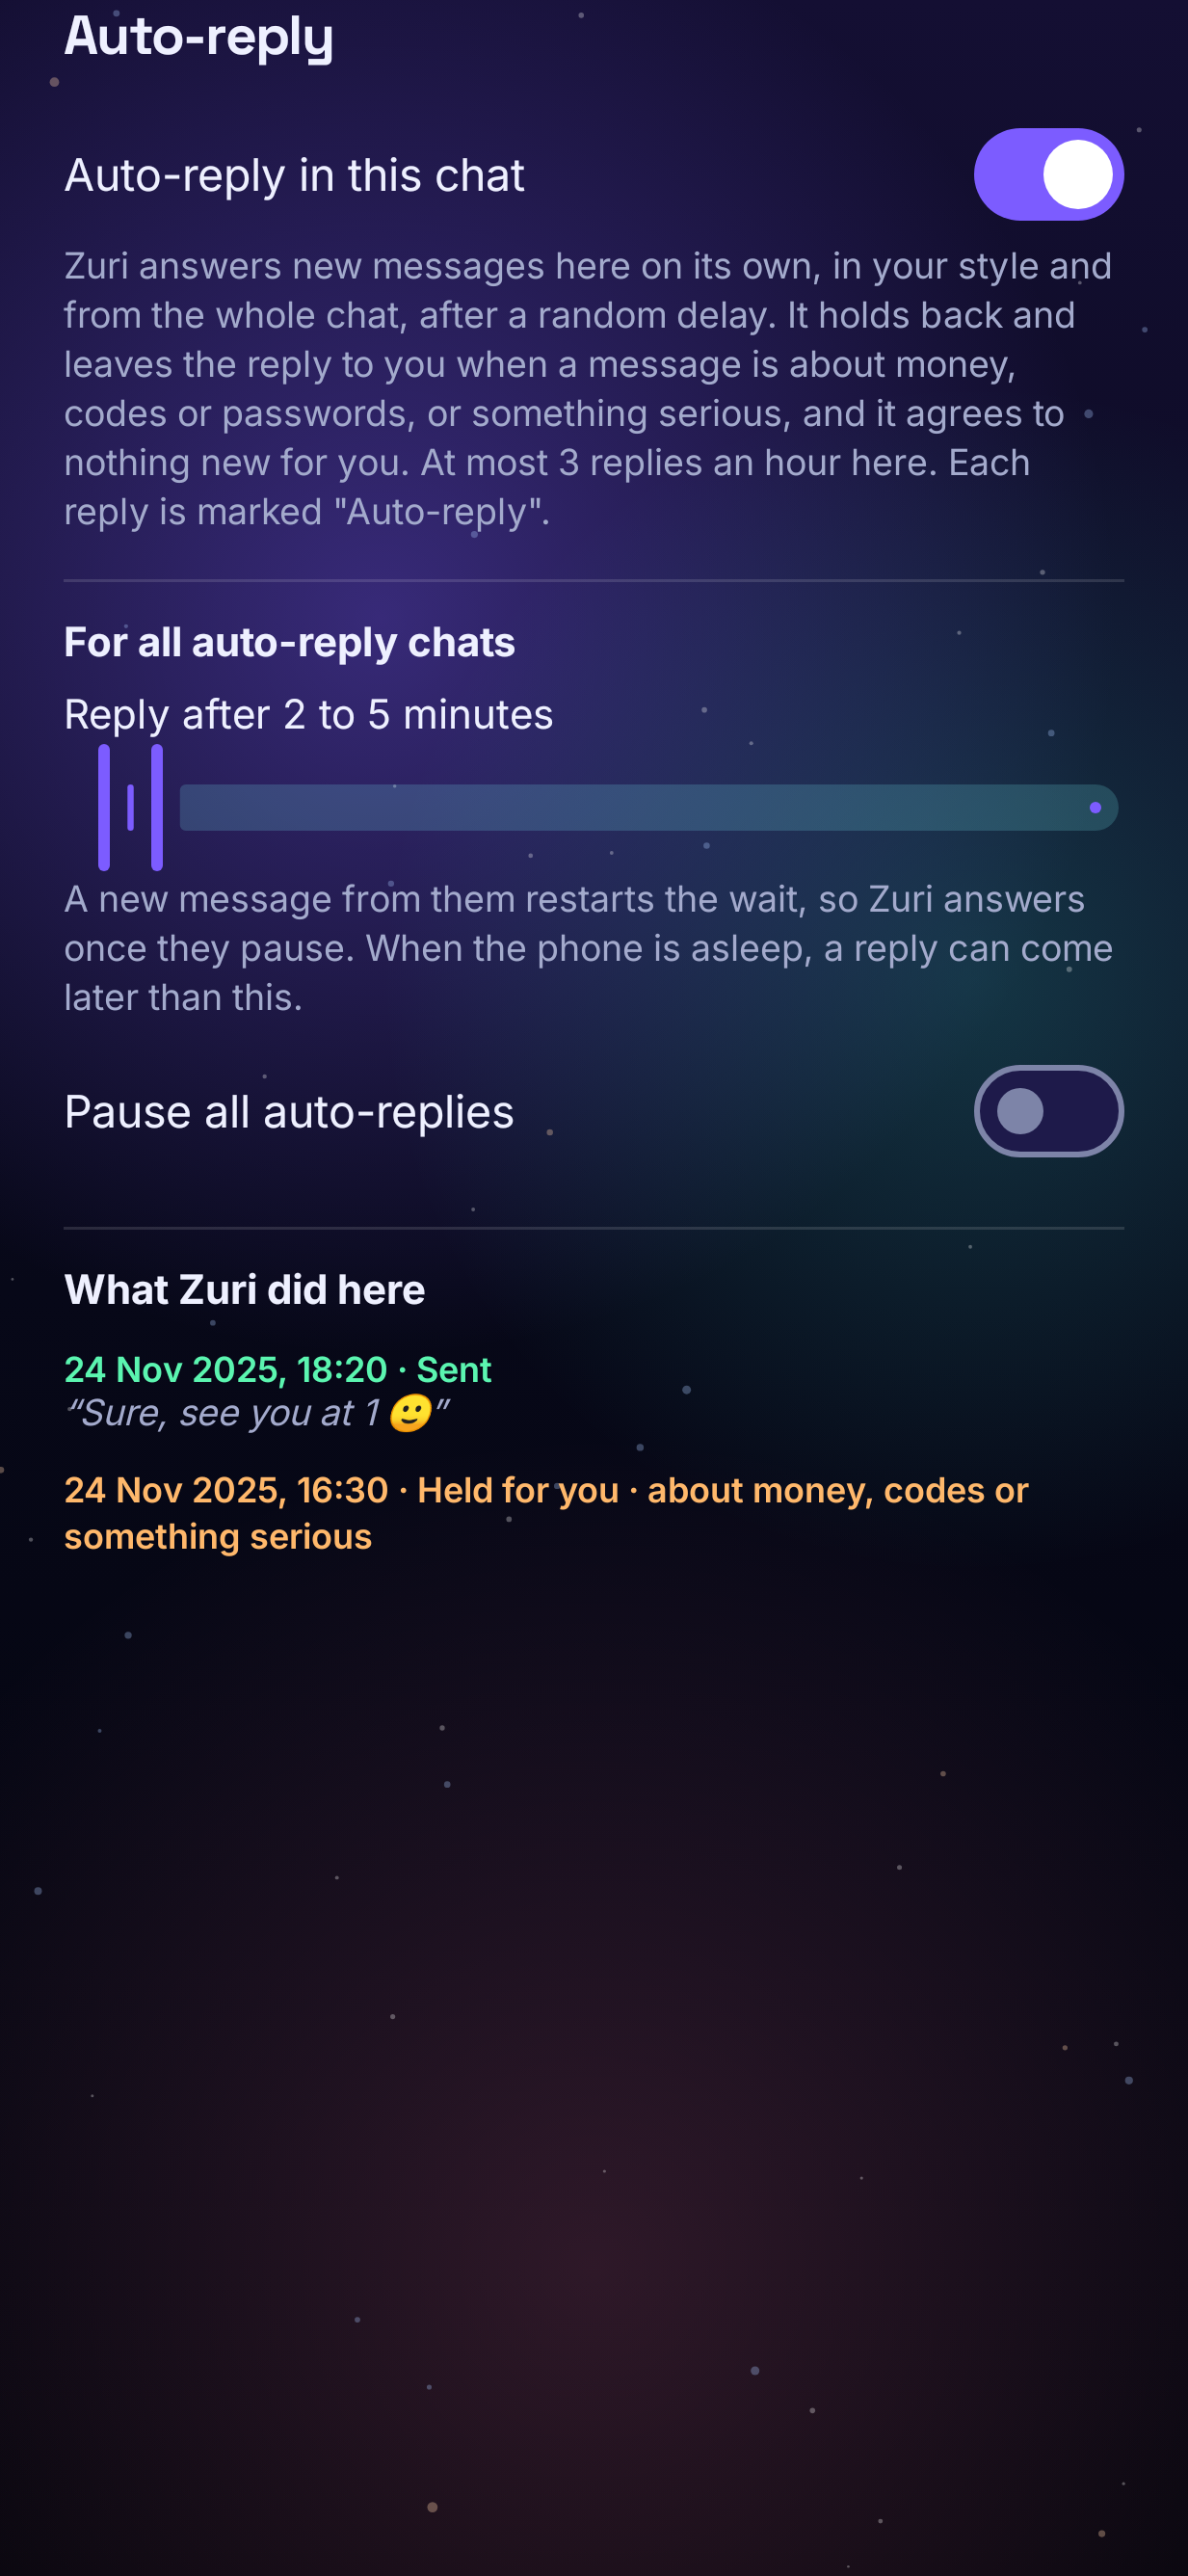 Auto-reply
Auto-reply in this chat
Zuri answers new messages here on its own, in your style and
from the whole chat, after a random delay. It holds back and
leaves the reply to you when a message is about money,
codes or passwords, or something serious, and it agrees to
nothing new for you. At most 3 replies an hour here. Each
reply is marked "Auto-reply".
For all auto-reply chats
Reply after 2 to 5 minutes
A new message from them restarts the wait, so Zuri answers
once they pause. When the phone is asleep, a reply can come
later than this.
Pause all auto-replies
What Zuri did here
24 Nov 2025, 18:20 · Sent
“Sure, see you at 1 🙂”
24 Nov 2025, 16:30 · Held for you · about money, codes or
something serious